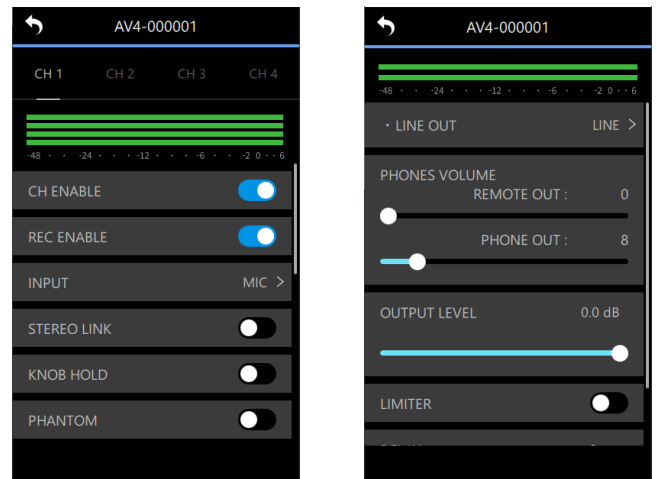 AV4-000001
CH 1 CH 2 CH 3 CH 4
-48 · · -24 · · · -12 · · · -6 · · -2 0 · · 6
CH ENABLE
REC ENABLE
INPUT MIC >
STEREO LINK
KNOB HOLD
PHANTOM
AV4-000001
-48 · · -24 · · · -12 · · · -6 · · -2 0 · · 6
・LINE OUT LINE >
PHONES VOLUME
REMOTE OUT : 0
PHONE OUT : 8
OUTPUT LEVEL 0.0 dB
LIMITER